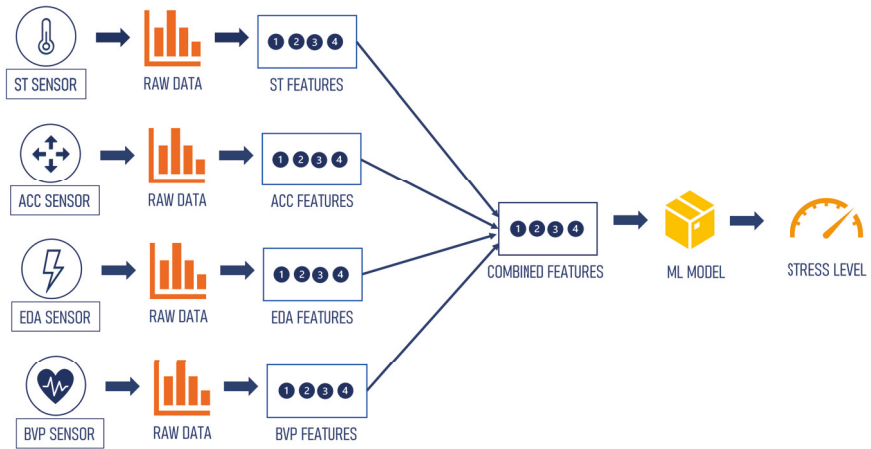 1 2 3 4
ST SENSOR
RAW DATA
ST FEATURES
1 2 3 4
ACC SENSOR
RAW DATA
ACC FEATURES
1 2 3 4
COMBINED FEATURES
ML MODEL
STRESS LEVEL
1 2 3 4
EDA SENSOR
RAW DATA
EDA FEATURES
1 2 3 4
BVP SENSOR
RAW DATA
BVP FEATURES